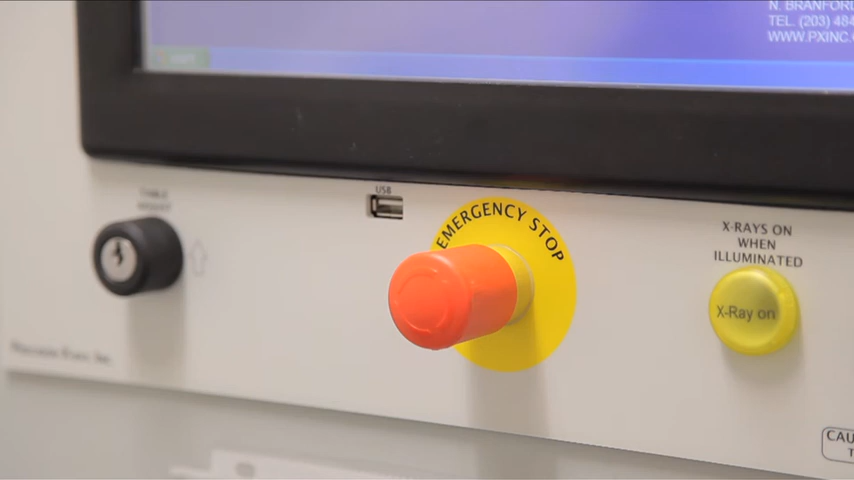 N. BRANFORD
TEL. (203) 484
WWW.PXINC.
USB
EMERGENCY STOP
X-RAYS ON
WHEN
ILLUMINATED
X-Ray on
CAU
T